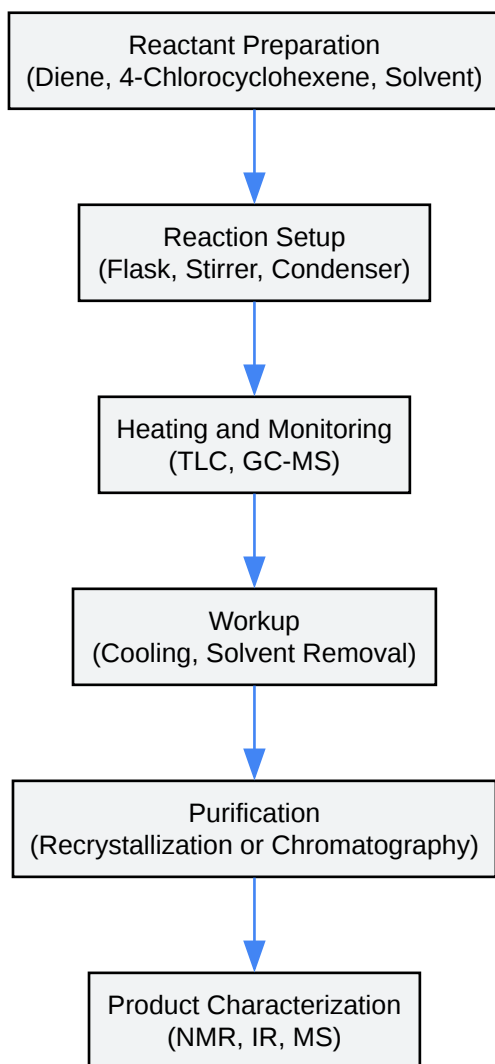 Reactant Preparation
(Diene, 4-Chlorocyclohexene, Solvent)
Reaction Setup
(Flask, Stirrer, Condenser)
Heating and Monitoring
(TLC, GC-MS)
Workup
(Cooling, Solvent Removal)
Purification
(Recrystallization or Chromatography)
Product Characterization
(NMR, IR, MS)